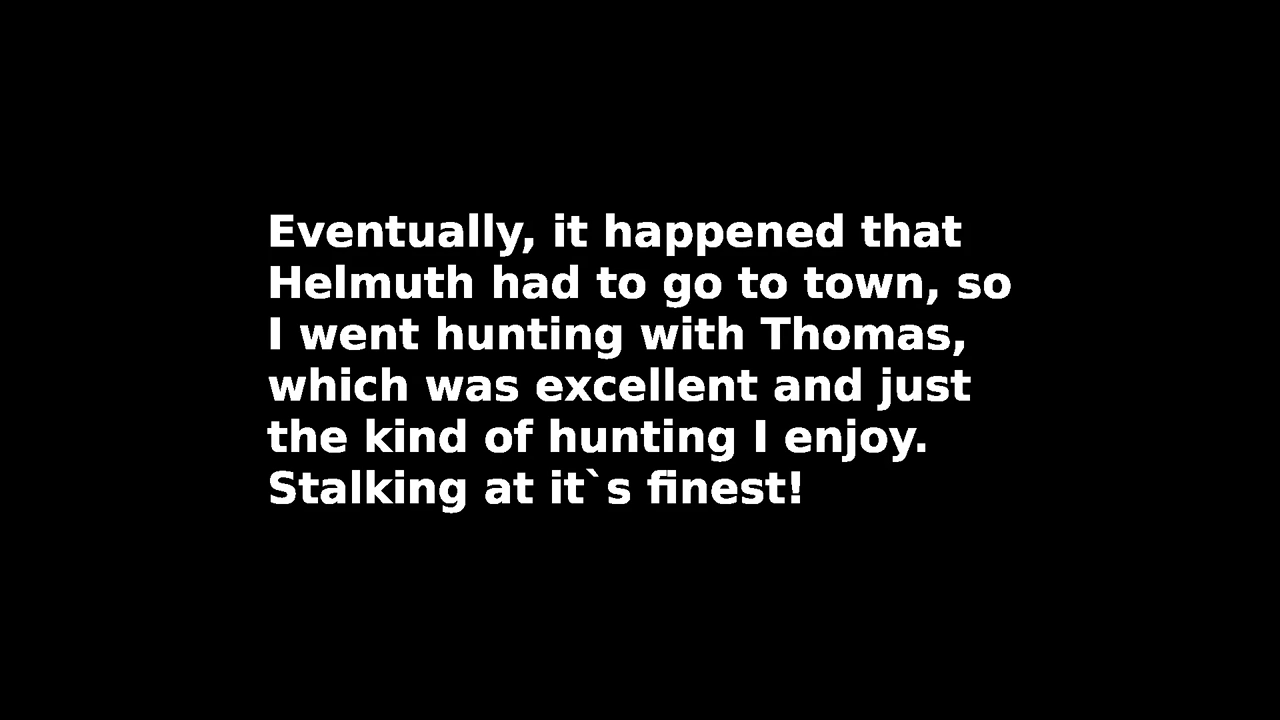 Eventually, it happened that
Helmuth had to go to town, so
I went hunting with Thomas,
which was excellent and just
the kind of hunting I enjoy.
Stalking at it`s finest!